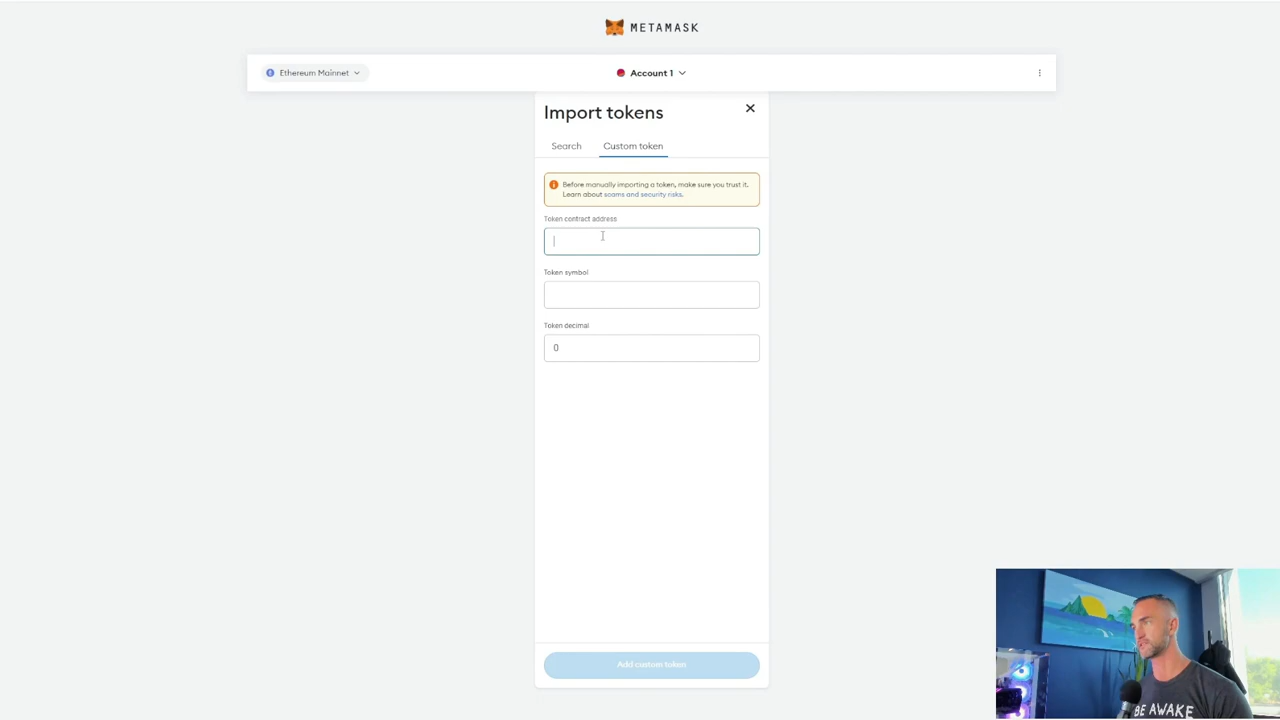 METAMASK
Ethereum Mainnet
Account 1
Import tokens
Search
Custom token
Before manually importing a token, make sure you trust it.
Learn about scams and security risks.
Token contract address
Token symbol
Token decimal
0
Add custom token
BE AWAKE